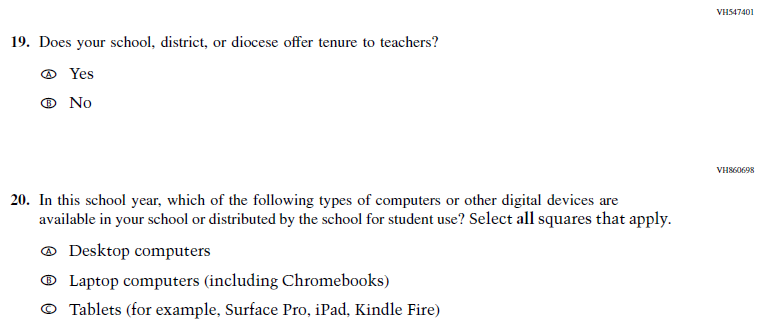 VH547401
19. Does your school, district, or diocese offer tenure to teachers?
A Yes
B No
VH860698
20. In this school year, which of the following types of computers or other digital devices are
available in your school or distributed by the school for student use? Select all squares that apply.
A Desktop computers
B Laptop computers (including Chromebooks)
C Tablets (for example, Surface Pro, iPad, Kindle Fire)